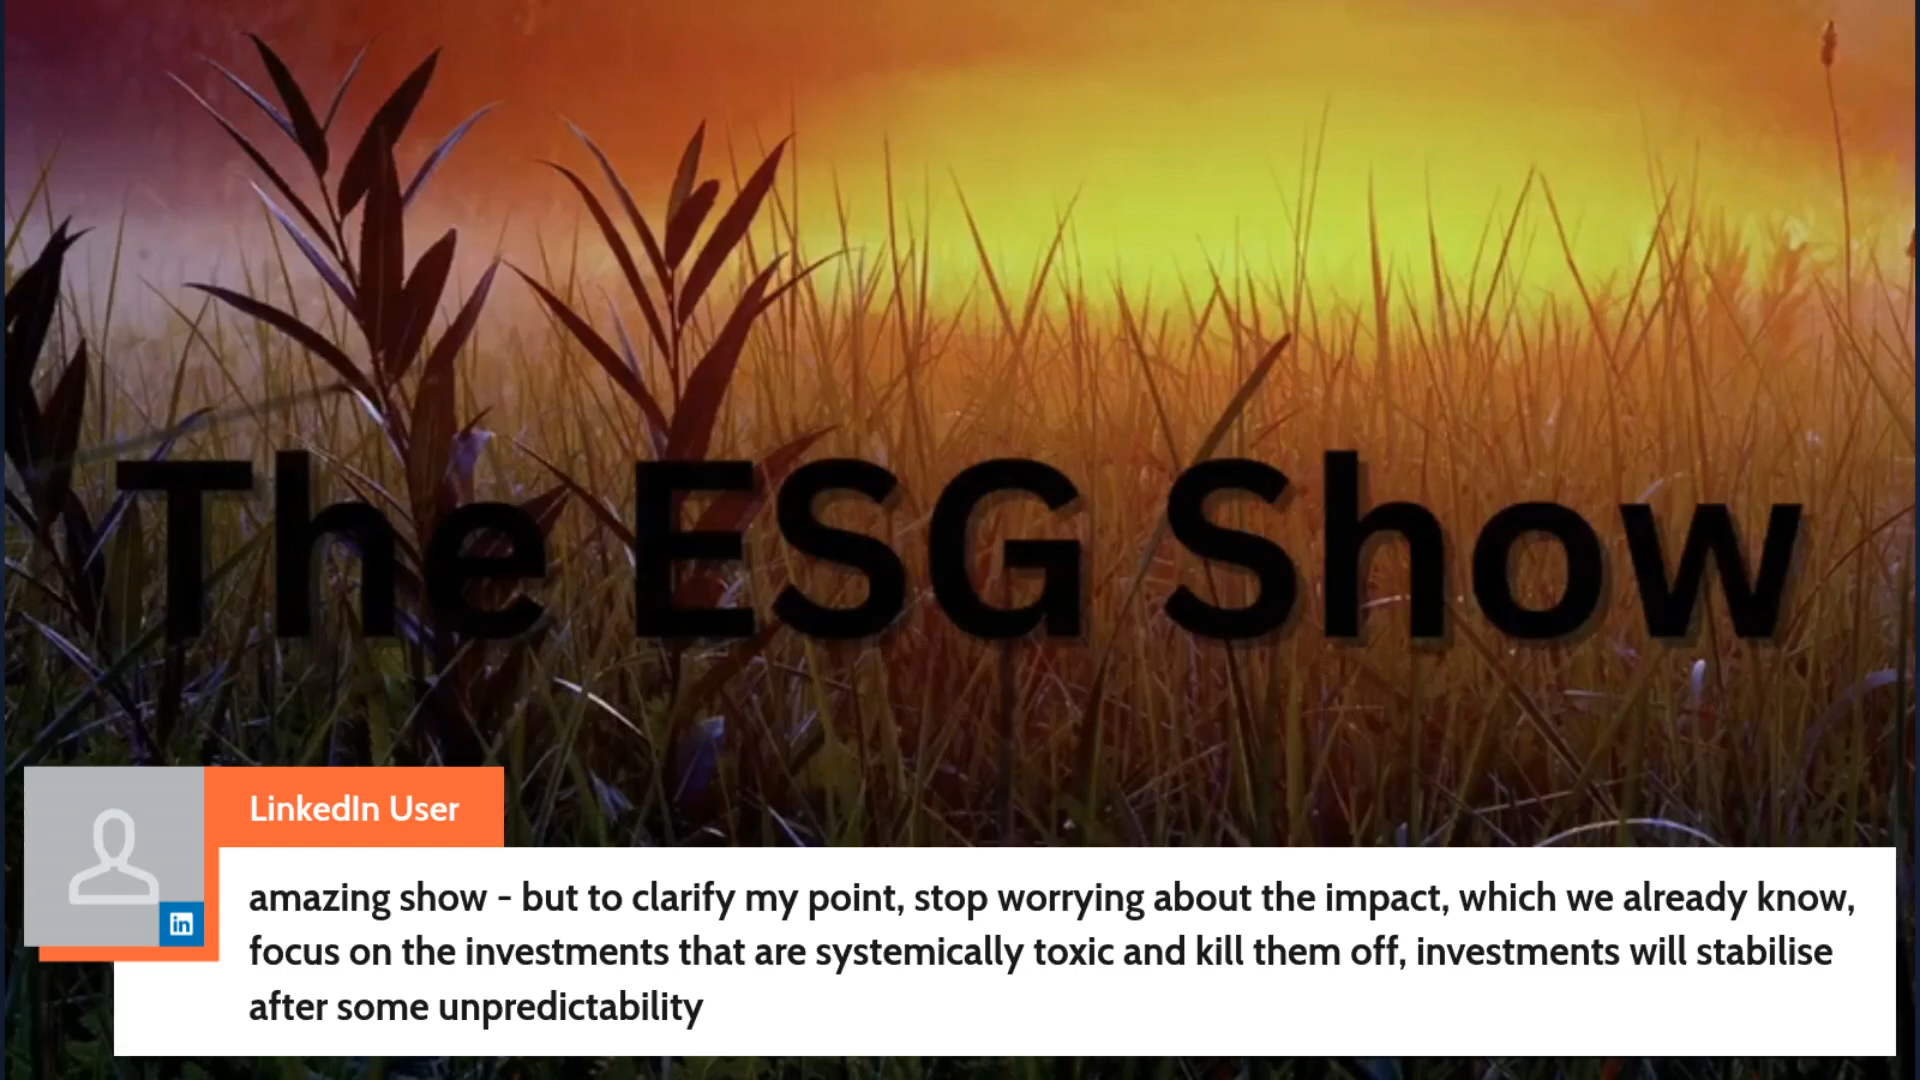 The ESG Show
LinkedIn User
in
amazing show - but to clarify my point, stop worrying about the impact, which we already know,
focus on the investments that are systemically toxic and kill them off, investments will stabilise
after some unpredictability